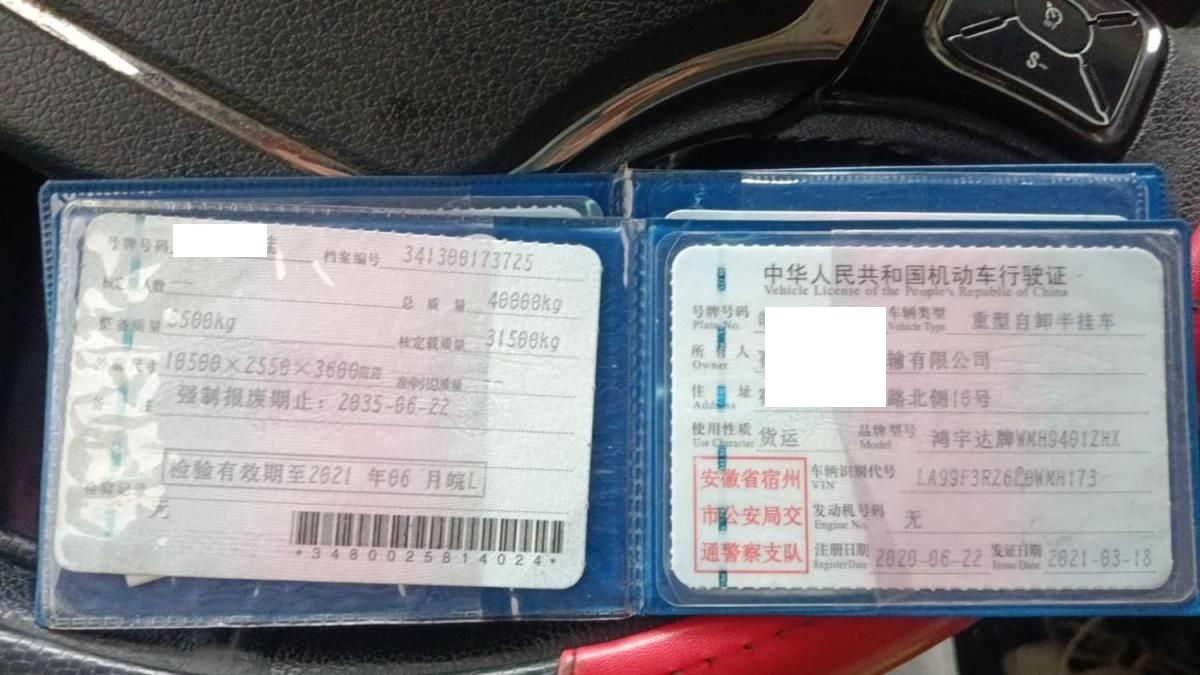 号牌号码 挂 档案编号 341300173725
核定载人数 -- 总质量 40000kg
整备质量 8500kg 核定载质量 31500kg
外廓尺寸 10500×2550×3600mm 准牵引总质量 --
备注 强制报废期止：2035-06-22
检验有效期至2021 年06 月皖L
检验记录
无
*3480025814024*
中华人民共和国机动车行驶证
Vehicle License of the People's Republic of China
号牌号码 车辆类型 重型自卸半挂车
Plate No. Vehicle Type
所有人 输有限公司
Owner
住址 路北侧10号
Address
使用性质 货运 品牌型号 鸿宇达牌WMH9401ZHX
Use Character Model
安徽省宿州
市公安局交
通警察支队
车辆识别代号 LA99F3RZ6L0WMH173
VIN
发动机号码 无
Engine No.
注册日期 2020-06-22 发证日期 2021-03-18
Register Date Issue Date
S-